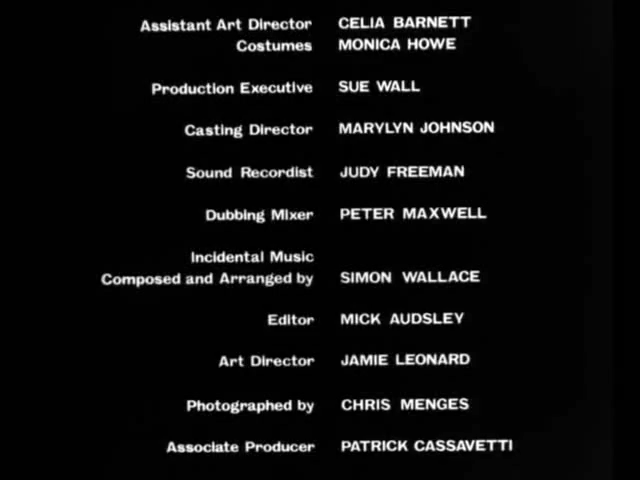 Assistant Art Director CELIA BARNETT
Costumes MONICA HOWE
Production Executive SUE WALL
Casting Director MARYLYN JOHNSON
Sound Recordist JUDY FREEMAN
Dubbing Mixer PETER MAXWELL
Incidental Music
Composed and Arranged by SIMON WALLACE
Editor MICK AUDSLEY
Art Director JAMIE LEONARD
Photographed by CHRIS MENGES
Associate Producer PATRICK CASSAVETTI